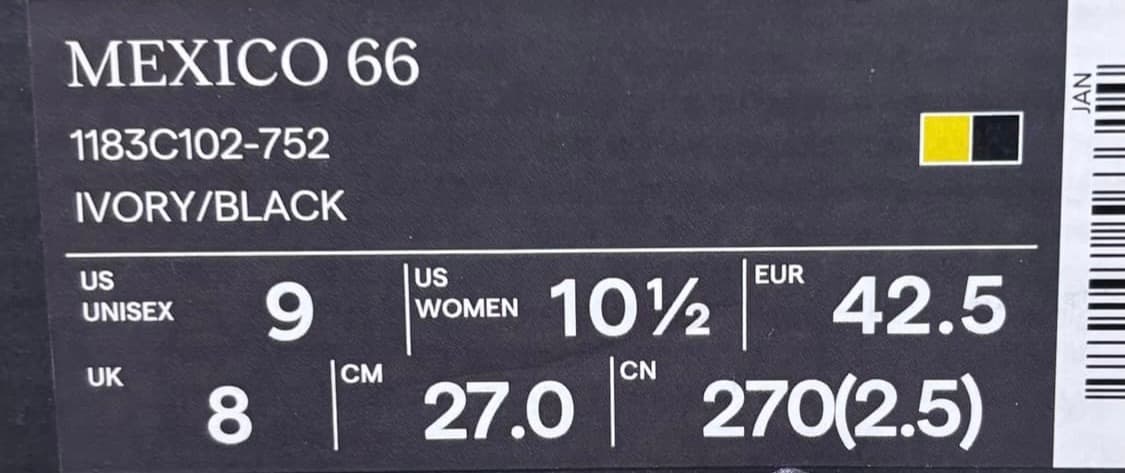 MEXICO 66
1183C102-752
IVORY/BLACK
US UNISEX 9
US WOMEN 10½
EUR 42.5
UK 8
CM 27.0
CN 270(2.5)
JAN